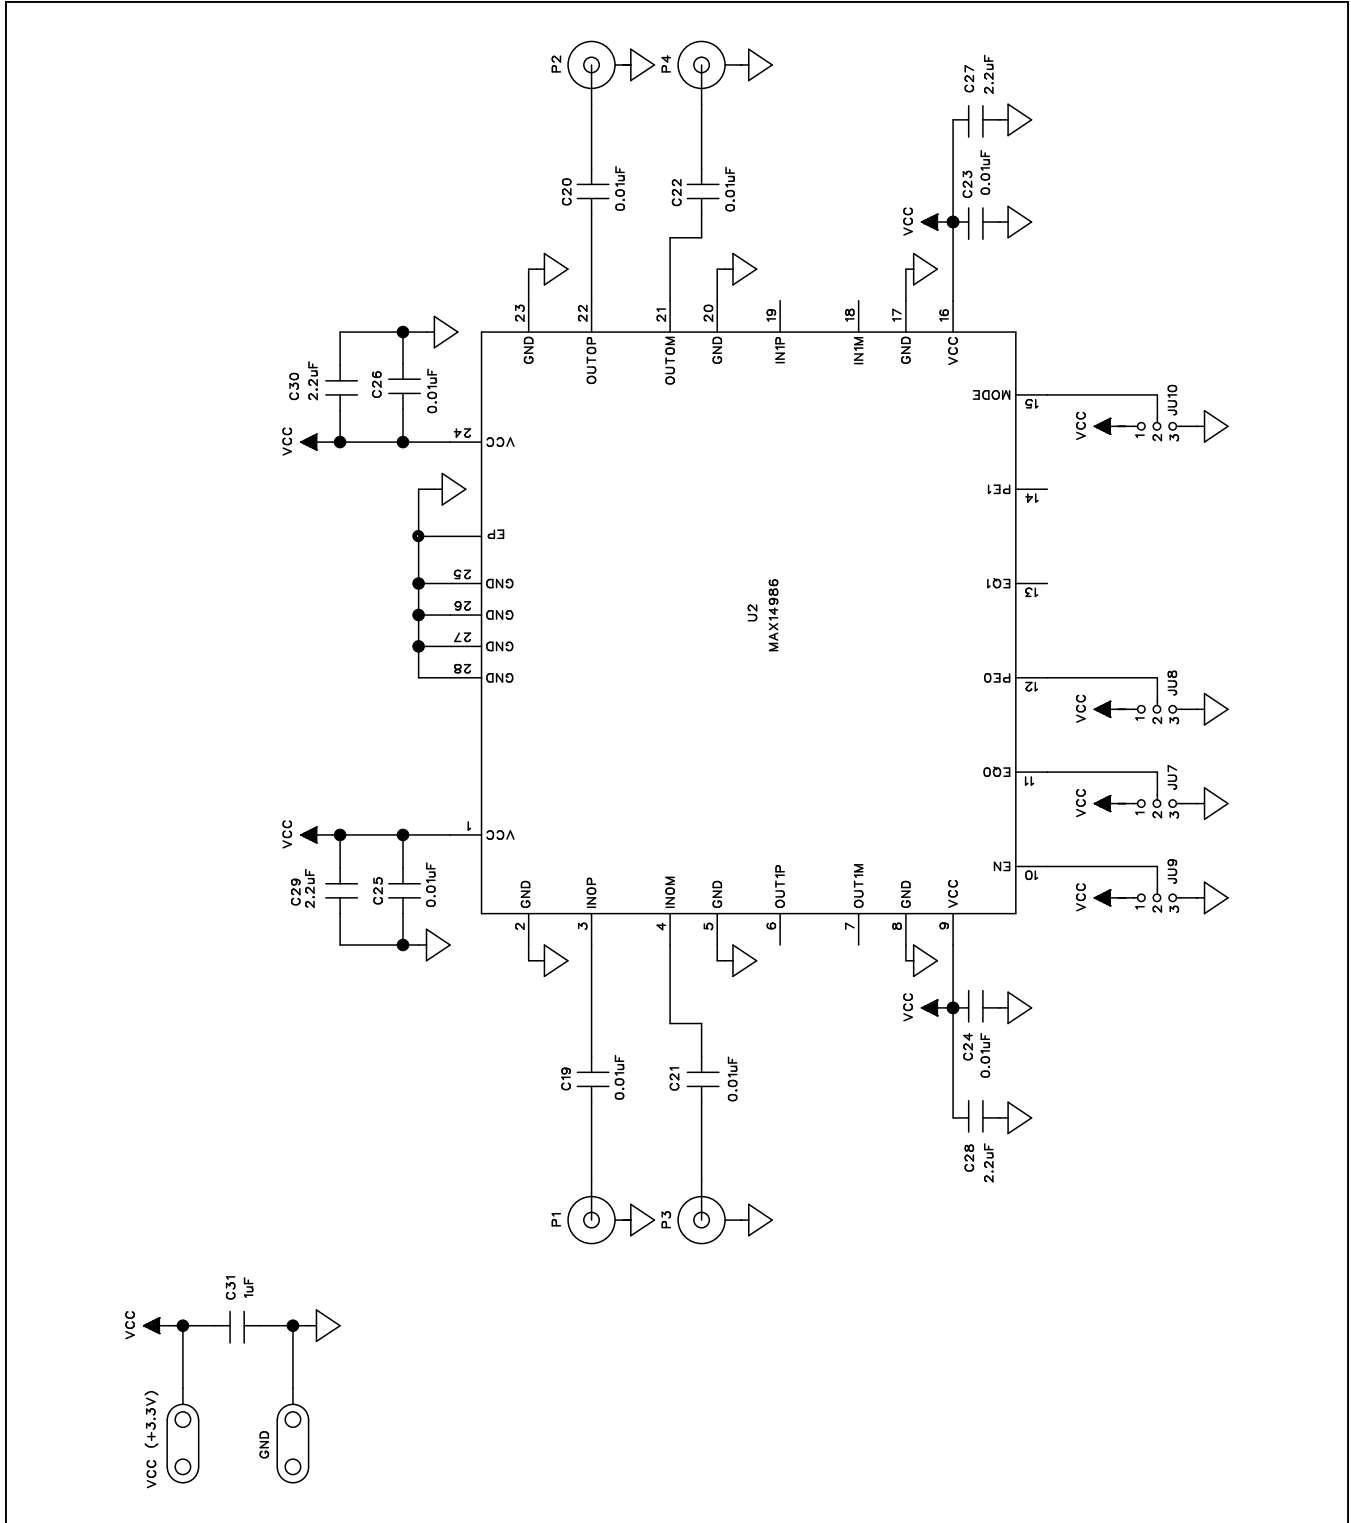 P2
P4
C27
2.2uF
C20
0.01uF
C22
0.01uF
C23
0.01uF
VCC
23
22
21
20
19
18
17
16
GND
OUT0P
OUT0M
GND
IN1P
IN1M
GND
VCC
C30
2.2uF
C26
0.01uF
VCC
24
VCC
MODE
15
VCC
1
2
3
JU10
PE1
14
EP
25
GND
26
GND
27
GND
28
GND
EQ1
13
U2
MAX14986
PE0
12
VCC
1
2
3
JU8
EQ0
11
VCC
1
2
3
JU7
VCC
1
VCC
C29
2.2uF
C25
0.01uF
EN
10
VCC
1
2
3
JU9
GND
IN0P
IN0M
GND
OUT1P
OUT1M
GND
VCC
2
3
4
5
6
7
8
9
VCC
C24
0.01uF
C19
0.01uF
C21
0.01uF
C28
2.2uF
P1
P3
C31
1uF
VCC
VCC (+3.3V)
GND